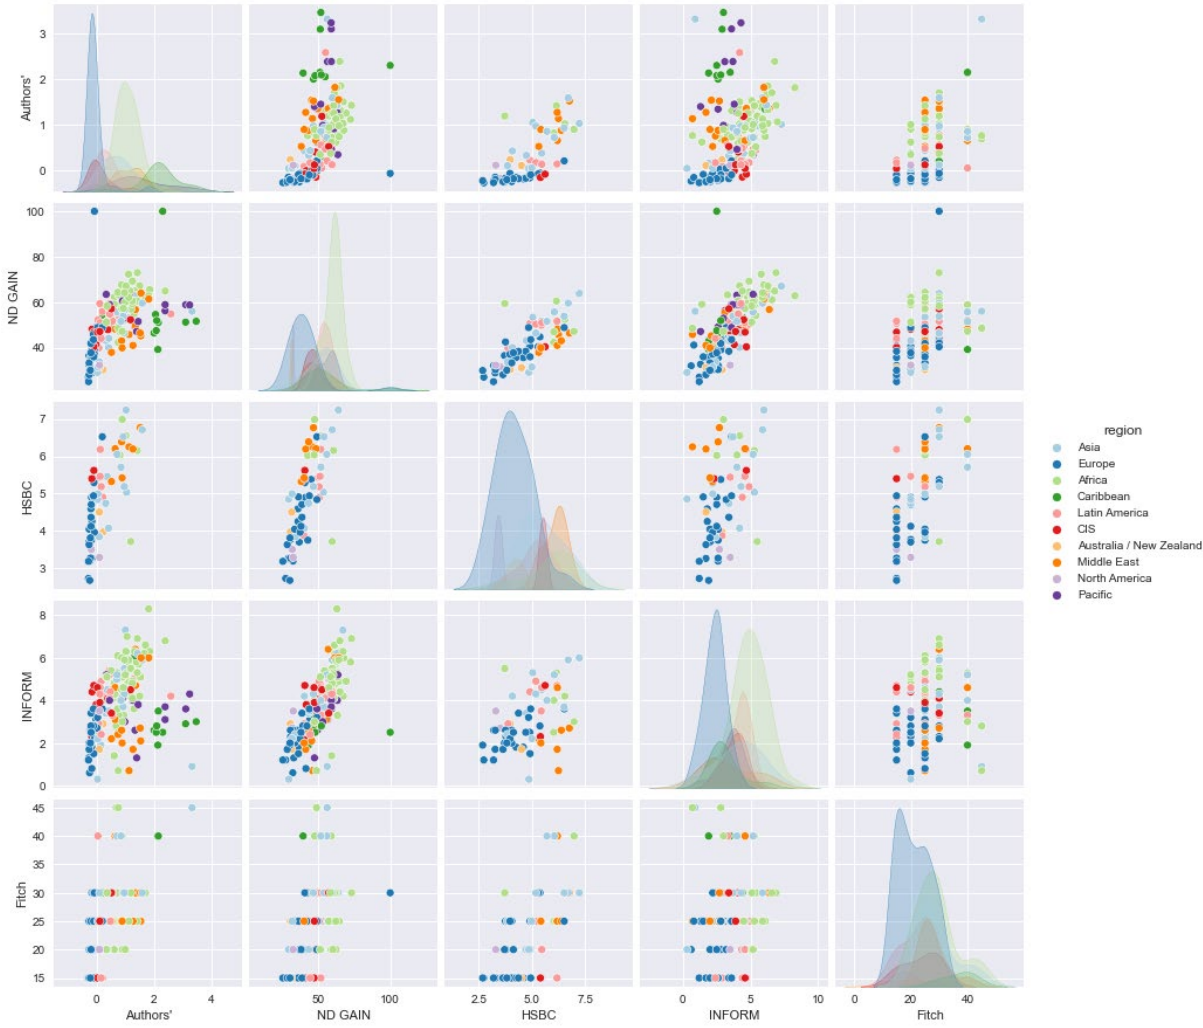 Authors'
3
2
1
0
ND GAIN
100
80
60
40
HSBC
7
6
5
4
3
INFORM
8
6
4
2
0
Fitch
45
40
35
30
25
20
15
0 2 4
50 100
2.5 5.0 7.5
0 5 10
0 20 40
Authors' ND GAIN HSBC INFORM Fitch
region
Asia
Europe
Africa
Caribbean
Latin America
CIS
Australia / New Zealand
Middle East
North America
Pacific